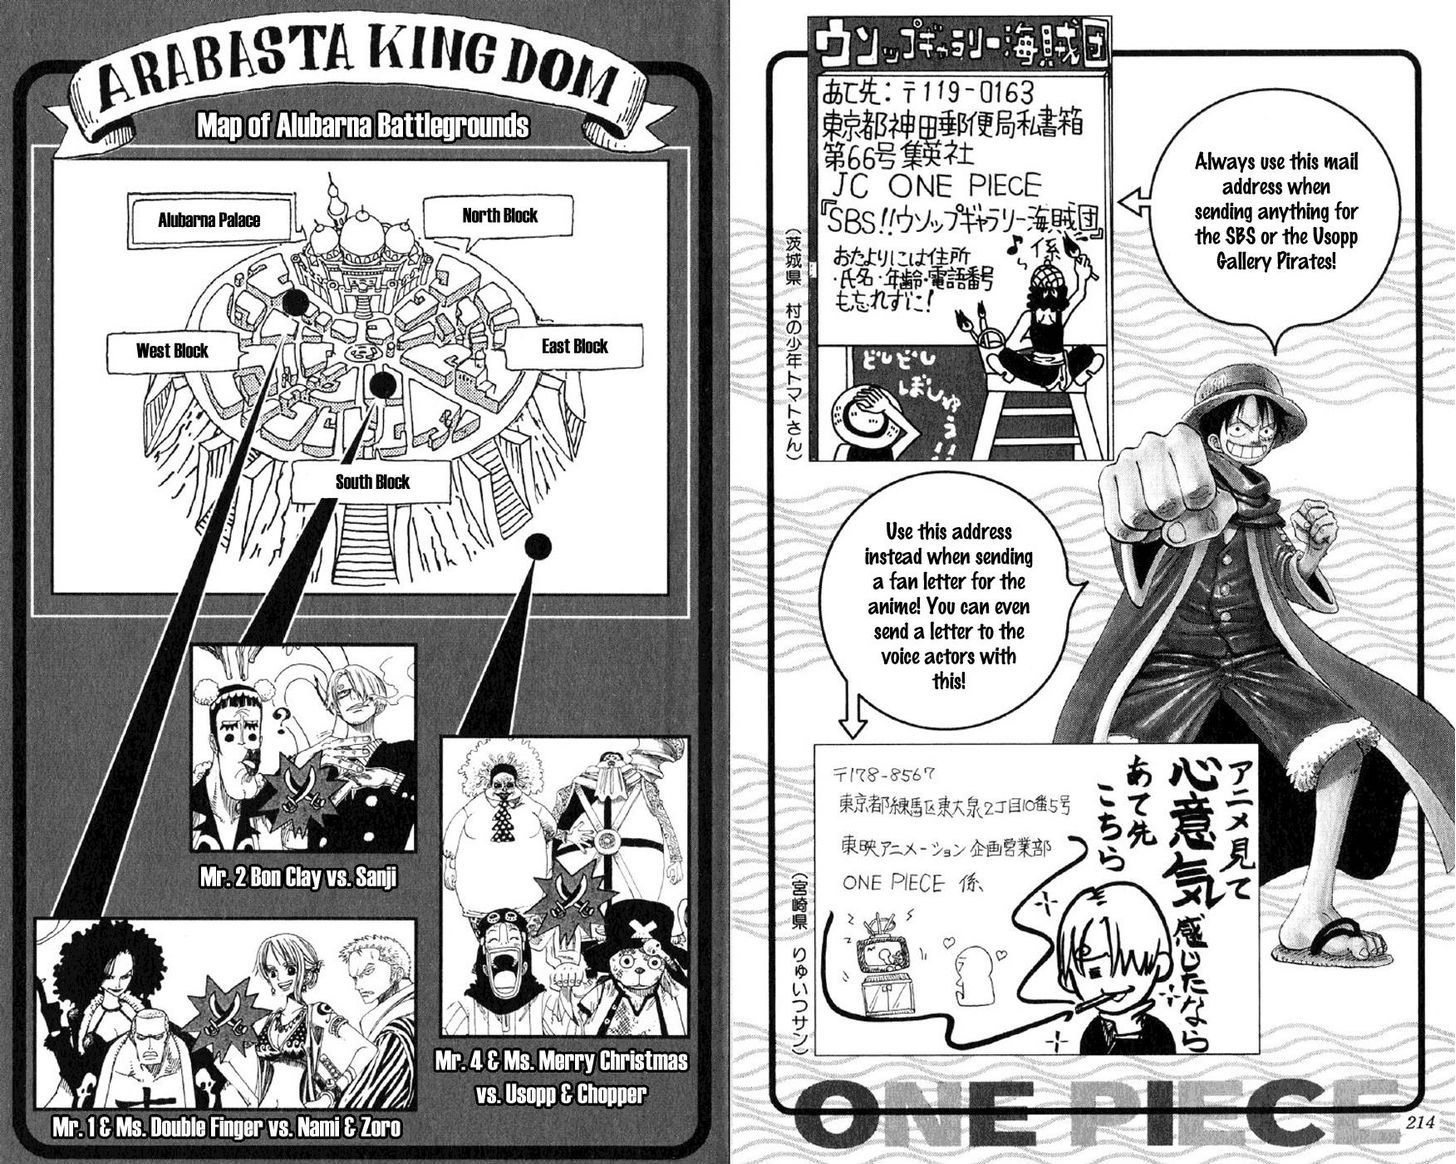 ARABASTA KINGDOM
Map of Alubarna Battlegrounds
Alubarna Palace
North Block
West Block
East Block
South Block
?
Mr. 2 Bon Clay vs. Sanji
Mr. 4 & Ms. Merry Christmas
vs. Usopp & Chopper
Mr. 1 & Ms. Double Finger vs. Nami & Zoro
ウソップギャラリー海賊団
あて先：〒119-0163
東京都神田郵便局私書箱
第66号集英社
JC ONE PIECE
『SBS!!ウソップギャラリー海賊団』
係
おたよりには住所
・氏名・年齢・電話番号
も忘れずに！
どしどし
ぼしゅう!!
(茨城県 村の少年トマトさん)
Always use this mail
address when
sending anything for
the SBS or the Usopp
Gallery Pirates!
Use this address
instead when sending
a fan letter for the
anime! You can even
send a letter to the
voice actors with
this!
〒178-8567
東京都練馬区東大泉2丁目10番5号
東映アニメーション企画営業部
ONE PIECE 係
アニメ見て
心意気感じたなら
あて先
こちら
(宮崎県 りゅいつサン)
ONE PIECE
214